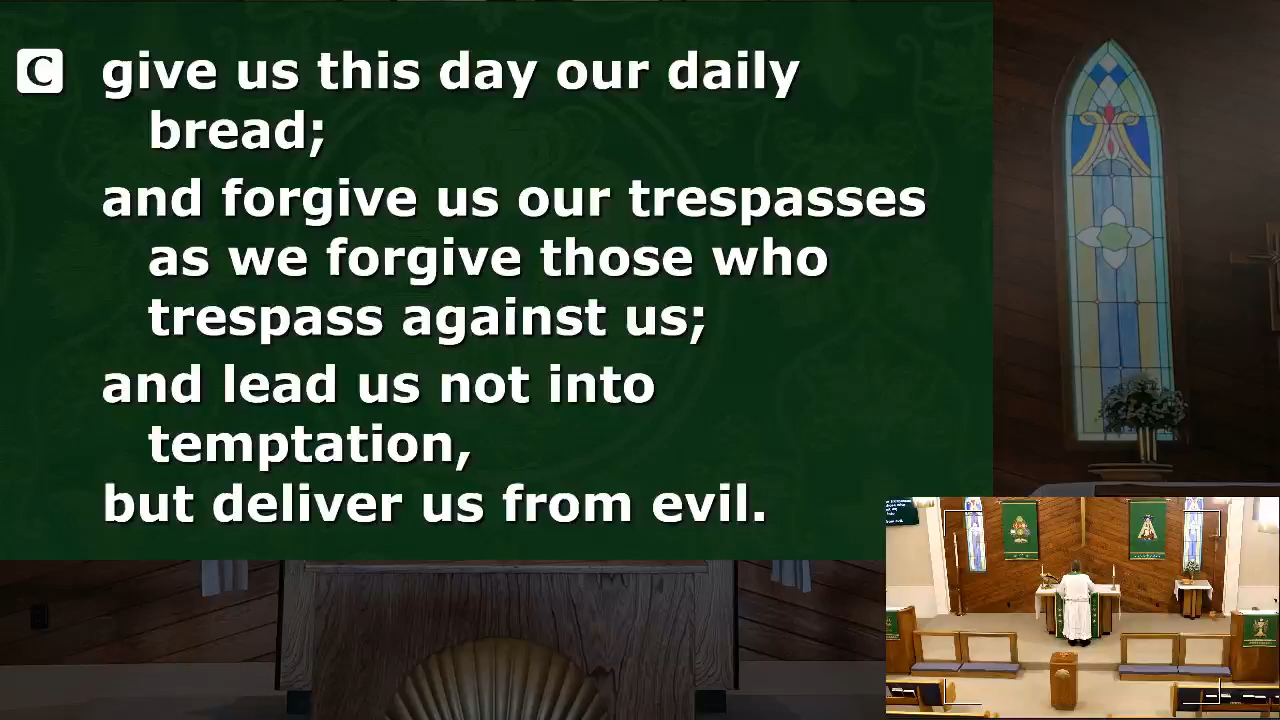 C give us this day our daily
bread;
and forgive us our trespasses
as we forgive those who
trespass against us;
and lead us not into
temptation,
but deliver us from evil.